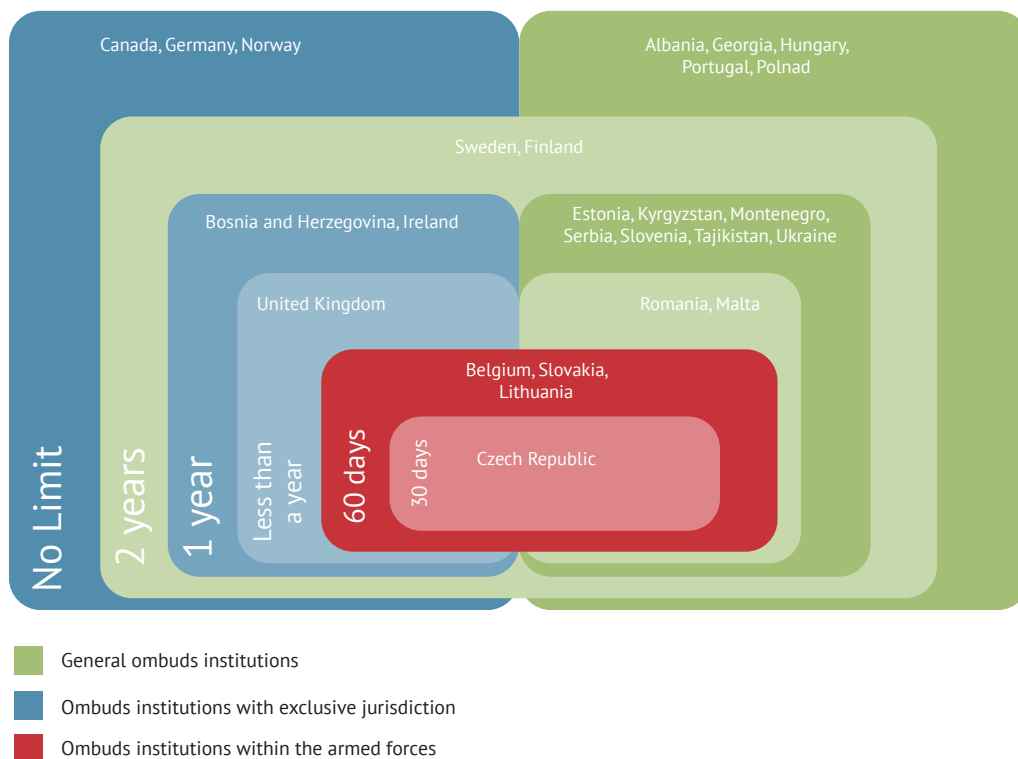 Canada, Germany, Norway
Albania, Georgia, Hungary,
Portugal, Polnad
Sweden, Finland
Bosnia and Herzegovina, Ireland
Estonia, Kyrgyzstan, Montenegro,
Serbia, Slovenia, Tajikistan, Ukraine
United Kingdom
Romania, Malta
Belgium, Slovakia,
Lithuania
Czech Republic
No Limit
2 years
1 year
Less than
a year
60 days
30 days
General ombuds institutions
Ombuds institutions with exclusive jurisdiction
Ombuds institutions within the armed forces